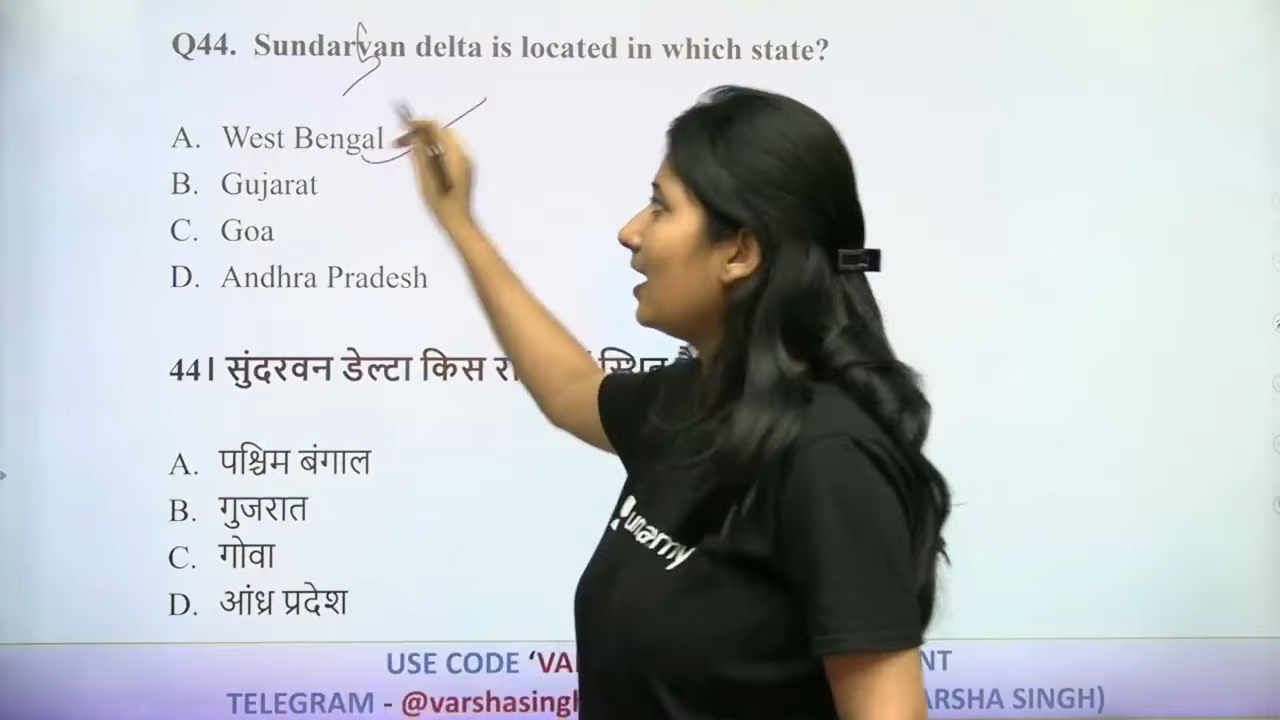 Q44. Sundarvan delta is located in which state?
A. West Bengal
B. Gujarat
C. Goa
D. Andhra Pradesh
44। सुंदरवन डेल्टा किस
A. पश्चिम बंगाल
B. गुजरात
C. गोवा
D. आंध्र प्रदेश
unamy
USE CODE ‘VA NT
TELEGRAM - @varshasingh ARSHA SINGH)